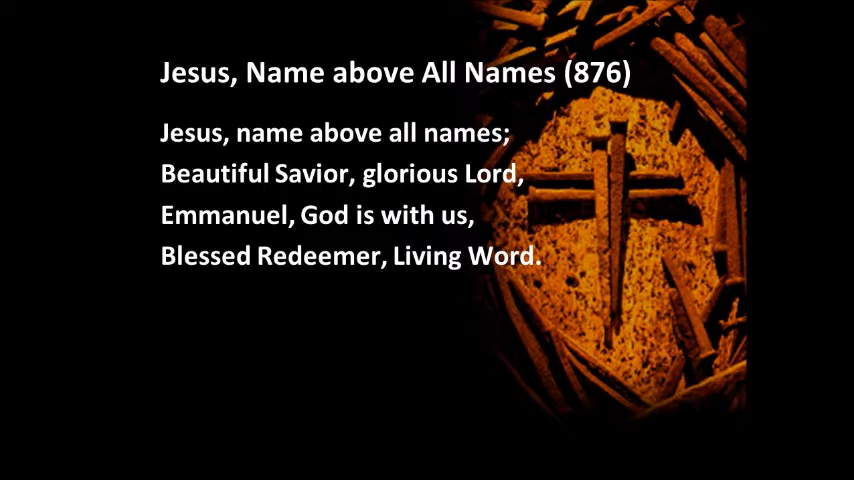 Jesus, Name above All Names (876)
Jesus, name above all names;
Beautiful Savior, glorious Lord,
Emmanuel, God is with us,
Blessed Redeemer, Living Word.